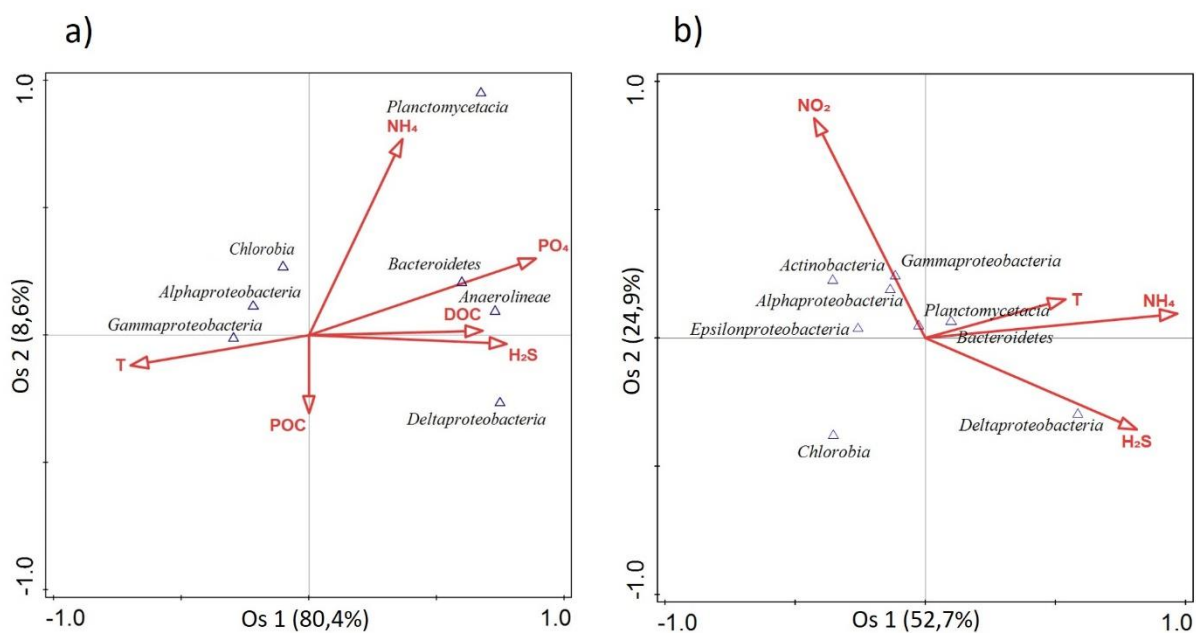 a)
1.0
Planctomycetacia
NH₄
PO₄
Chlorobia
Bacteroidetes
Alphaproteobacteria
Anaerolineae
DOC
Gammaproteobacteria
H₂S
T
POC
Deltaproteobacteria
Os 2 (8,6%)
-1.0
-1.0
Os 1 (80,4%)
1.0
b)
1.0
NO₂
Actinobacteria
Gammaproteobacteria
Alphaproteobacteria
T
NH₄
Planctomycetacia
Epsilonproteobacteria
Bacteroidetes
Deltaproteobacteria
H₂S
Chlorobia
Os 2 (24,9%)
-1.0
-1.0
Os 1 (52,7%)
1.0